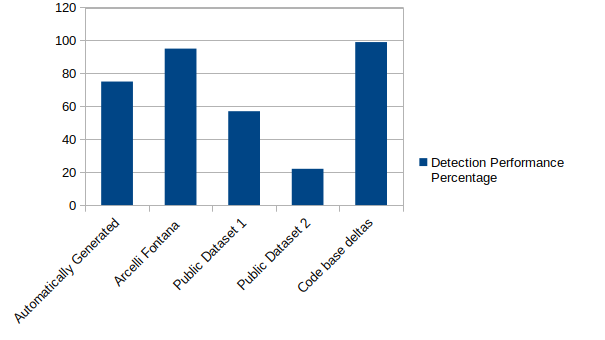 120
100
80
60
40
20
0
Automatically Generated
Arcelli Fontana
Public Dataset 1
Public Dataset 2
Code base deltas
Detection Performance
Percentage